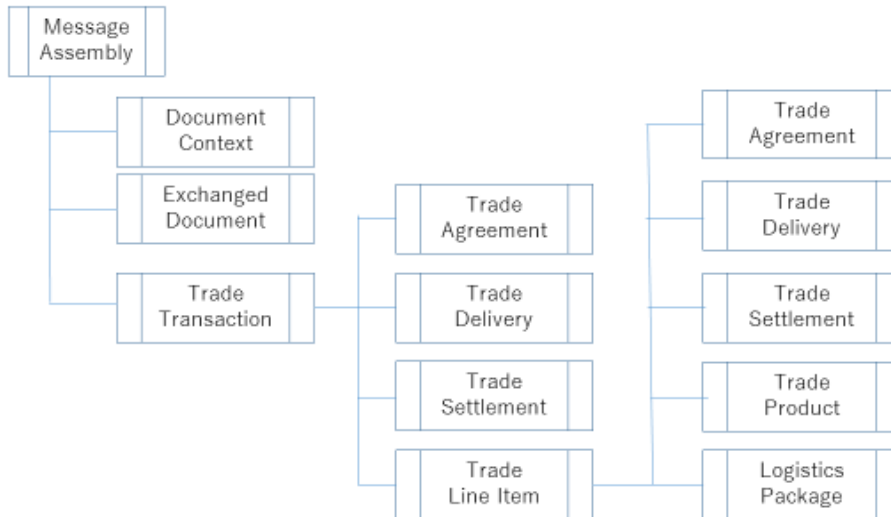 Message
Assembly
Document
Context
Exchanged
Document
Trade
Transaction
Trade
Agreement
Trade
Delivery
Trade
Settlement
Trade
Line Item
Trade
Agreement
Trade
Delivery
Trade
Settlement
Trade
Product
Logistics
Package